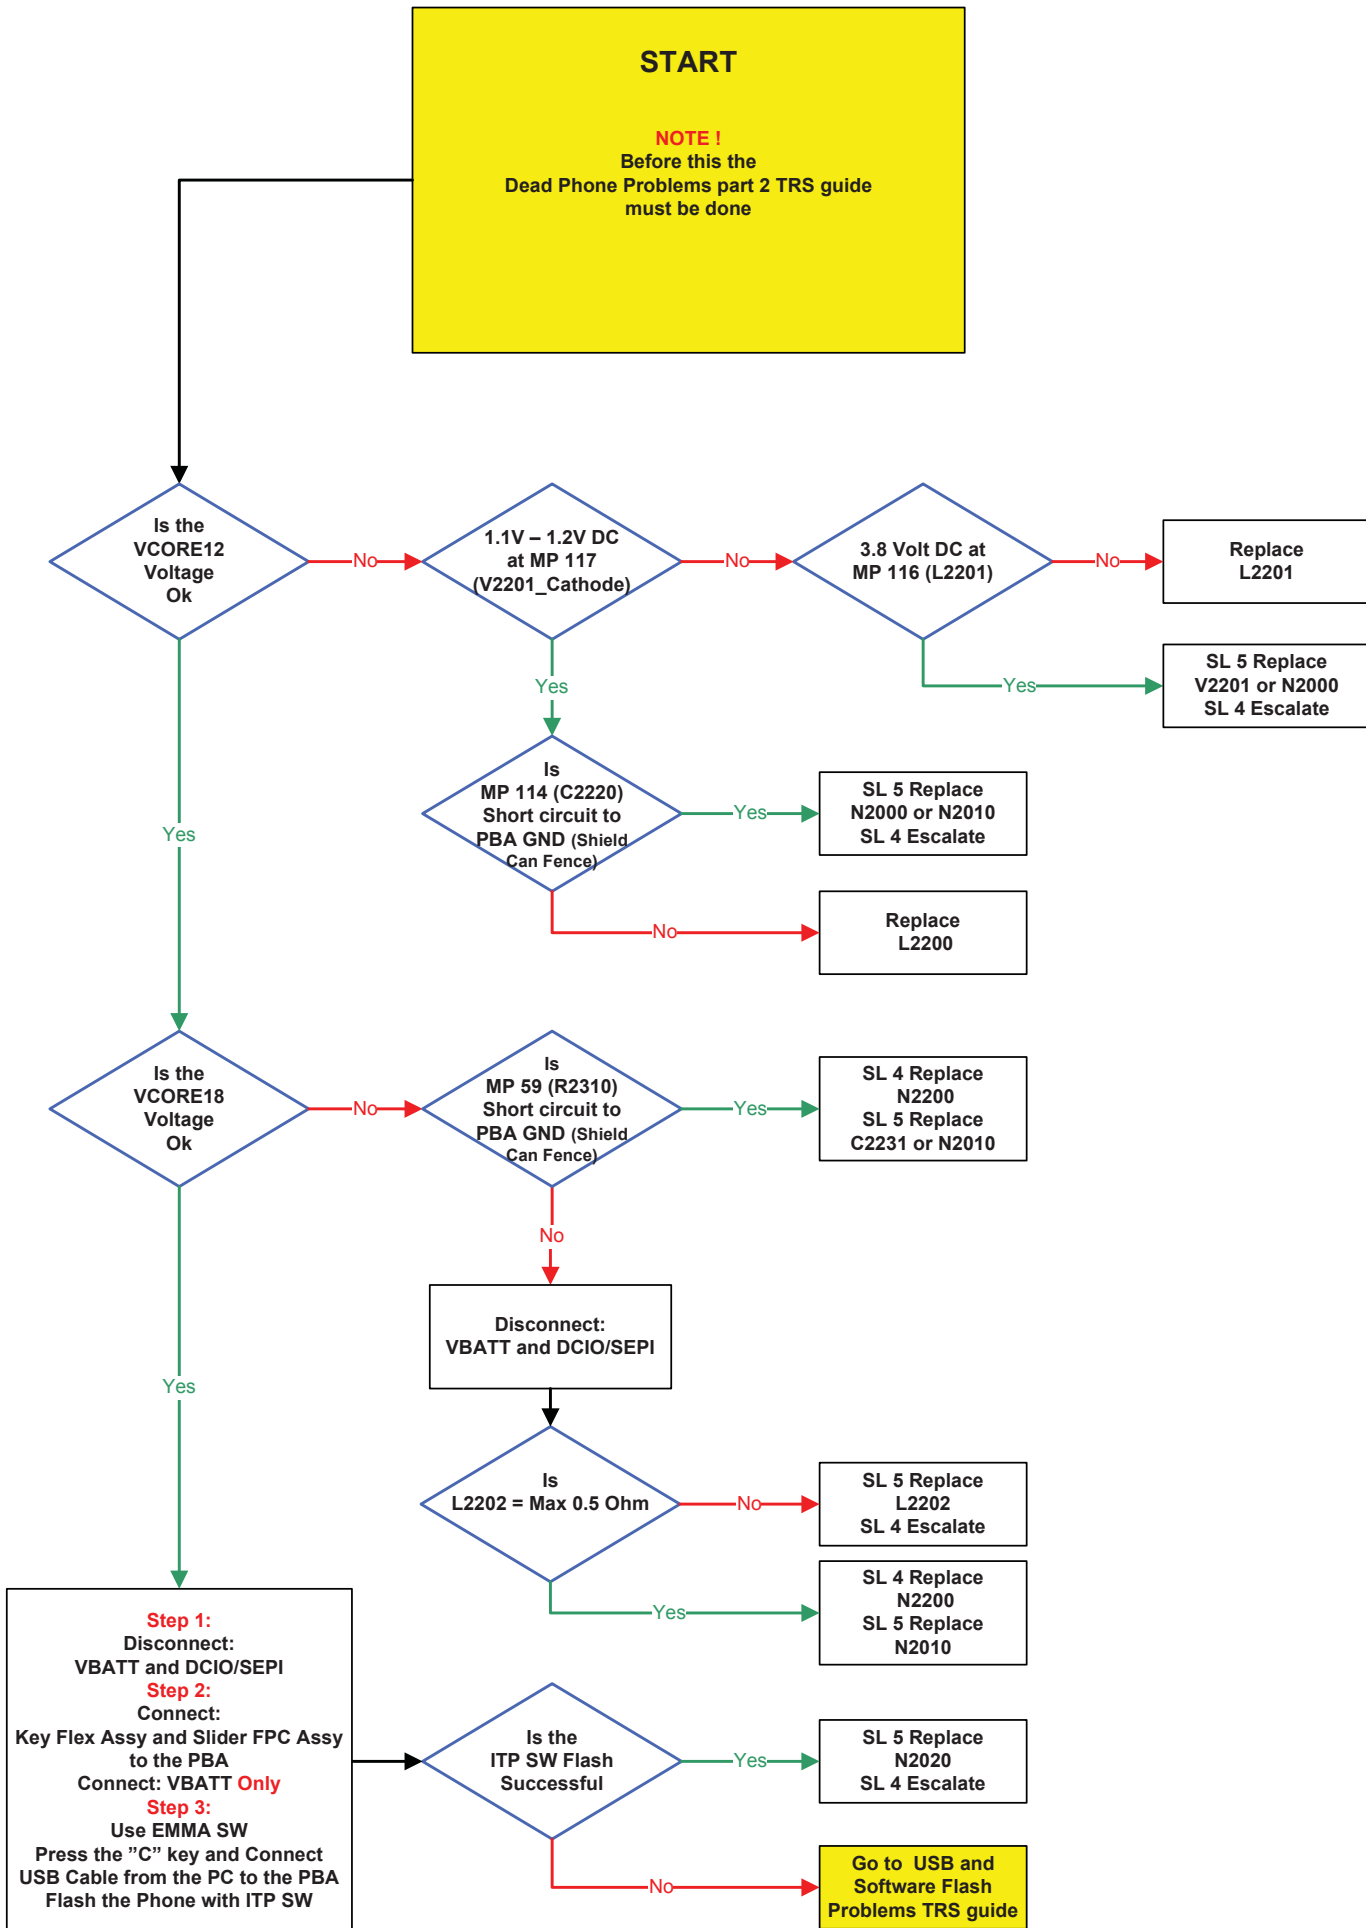 START
NOTE !
Before this the
Dead Phone Problems part 2 TRS guide
must be done
Is the
VCORE12
Voltage
Ok
No
1.1V – 1.2V DC
at MP 117
(V2201_Cathode)
No
3.8 Volt DC at
MP 116 (L2201)
No
Replace
L2201
Yes
SL 5 Replace
V2201 or N2000
SL 4 Escalate
Yes
Is
MP 114 (C2220)
Short circuit to
PBA GND (Shield
Can Fence)
Yes
SL 5 Replace
N2000 or N2010
SL 4 Escalate
No
Replace
L2200
Yes
Is the
VCORE18
Voltage
Ok
No
Is
MP 59 (R2310)
Short circuit to
PBA GND (Shield
Can Fence)
Yes
SL 4 Replace
N2200
SL 5 Replace
C2231 or N2010
No
Disconnect:
VBATT and DCIO/SEPI
Is
L2202 = Max 0.5 Ohm
No
SL 5 Replace
L2202
SL 4 Escalate
Yes
SL 4 Replace
N2200
SL 5 Replace
N2010
Yes
Step 1:
Disconnect:
VBATT and DCIO/SEPI
Step 2:
Connect:
Key Flex Assy and Slider FPC Assy
to the PBA
Connect: VBATT Only
Step 3:
Use EMMA SW
Press the ”C” key and Connect
USB Cable from the PC to the PBA
Flash the Phone with ITP SW
Is the
ITP SW Flash
Successful
Yes
SL 5 Replace
N2020
SL 4 Escalate
No
Go to  USB and
Software Flash
Problems TRS guide